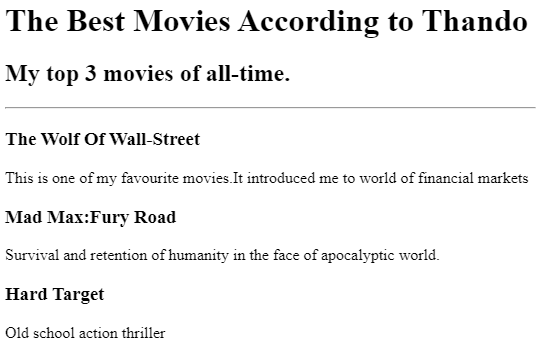 The Best Movies According to Thando
My top 3 movies of all-time.
The Wolf Of Wall-Street
This is one of my favourite movies.It introduced me to world of financial markets
Mad Max:Fury Road
Survival and retention of humanity in the face of apocalyptic world.
Hard Target
Old school action thriller